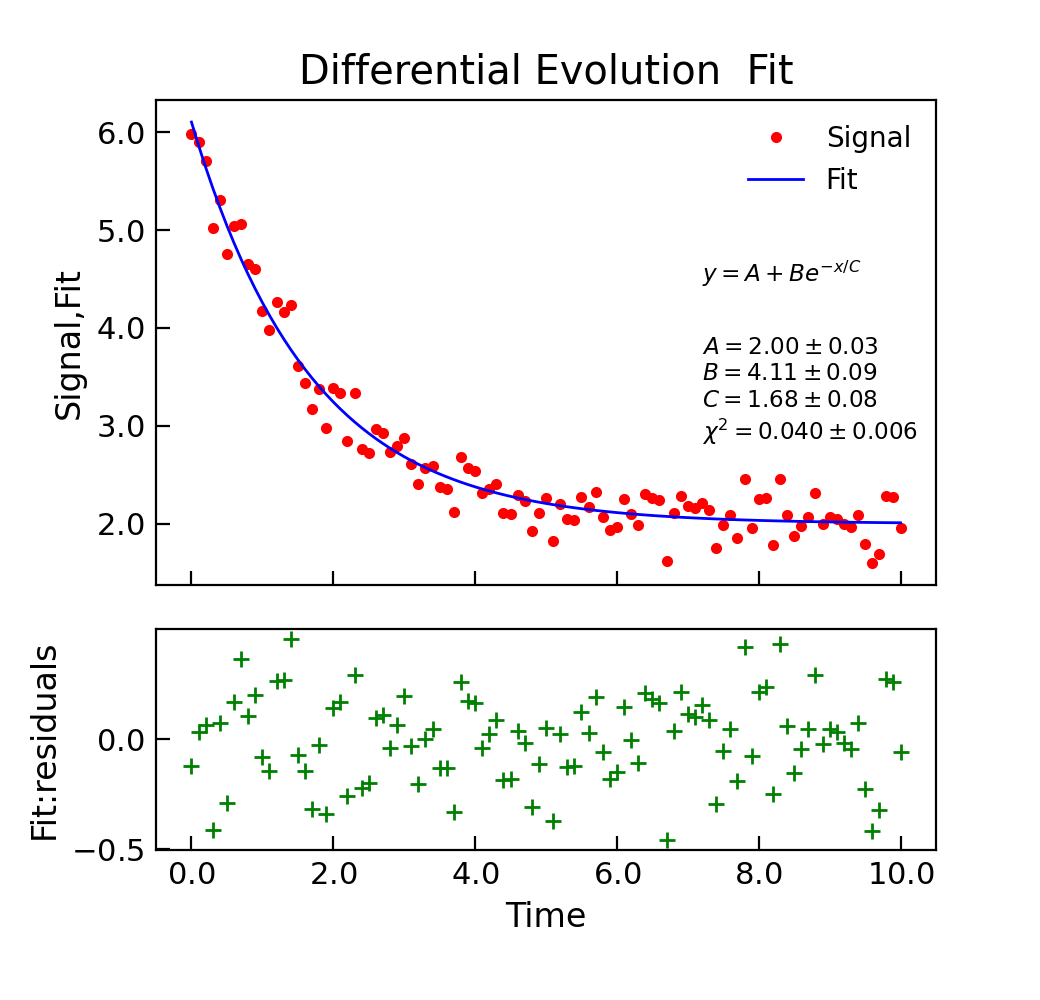 Differential Evolution  Fit
Signal
Fit
y = A + Be^{-x/C}
A = 2.00 ± 0.03
B = 4.11 ± 0.09
C = 1.68 ± 0.08
χ² = 0.040 ± 0.006
6.0
5.0
4.0
3.0
2.0
Signal,Fit
0.0
−0.5
Fit:residuals
0.0 2.0 4.0 6.0 8.0 10.0
Time